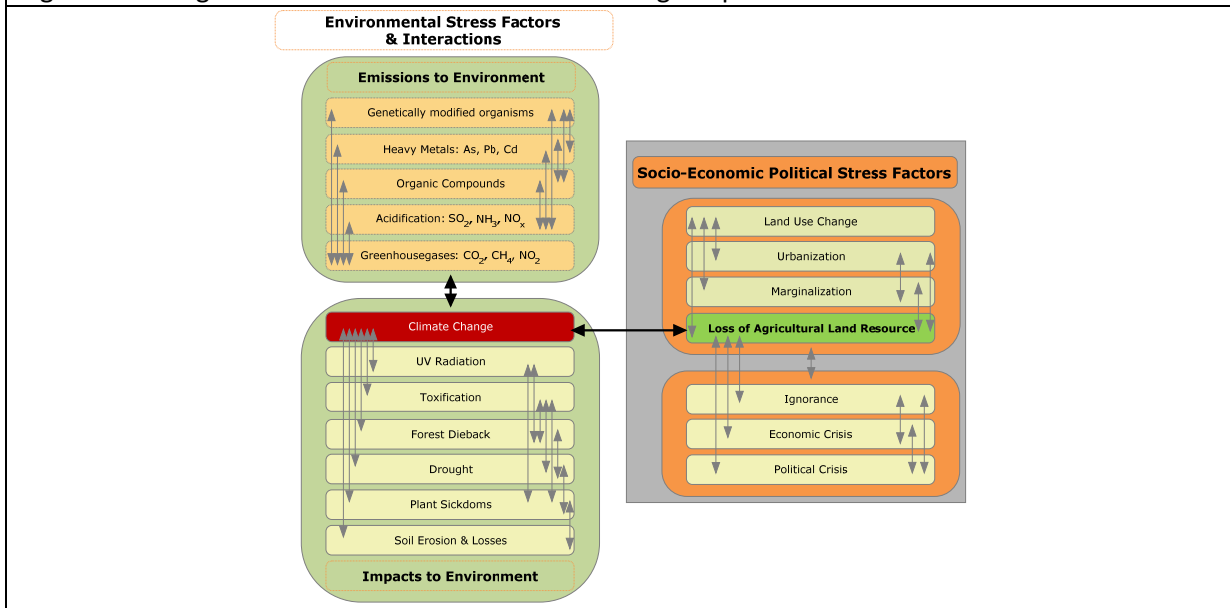 Environmental Stress Factors
& Interactions
Emissions to Environment
Genetically modified organisms
Heavy Metals: As, Pb, Cd
Organic Compounds
Acidification: SO₂, NH₃, NOₓ
Greenhousegases: CO₂, CH₄, NO₂
Climate Change
UV Radiation
Toxification
Forest Dieback
Drought
Plant Sickdoms
Soil Erosion & Losses
Impacts to Environment
Socio-Economic Political Stress Factors
Land Use Change
Urbanization
Marginalization
Loss of Agricultural Land Resource
Ignorance
Economic Crisis
Political Crisis